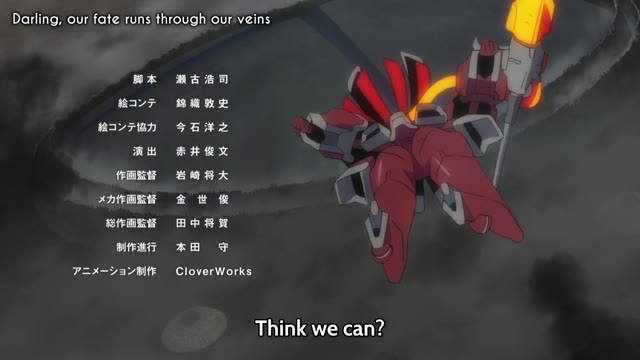 Darling, our fate runs through our veins
脚本 瀬古浩司
絵コンテ 錦織敦史
絵コンテ協力 今石洋之
演出 赤井俊文
作画監督 岩崎将大
メカ作画監督 金世俊
総作画監督 田中将賀
制作進行 本田守
アニメーション制作 CloverWorks
Think we can?